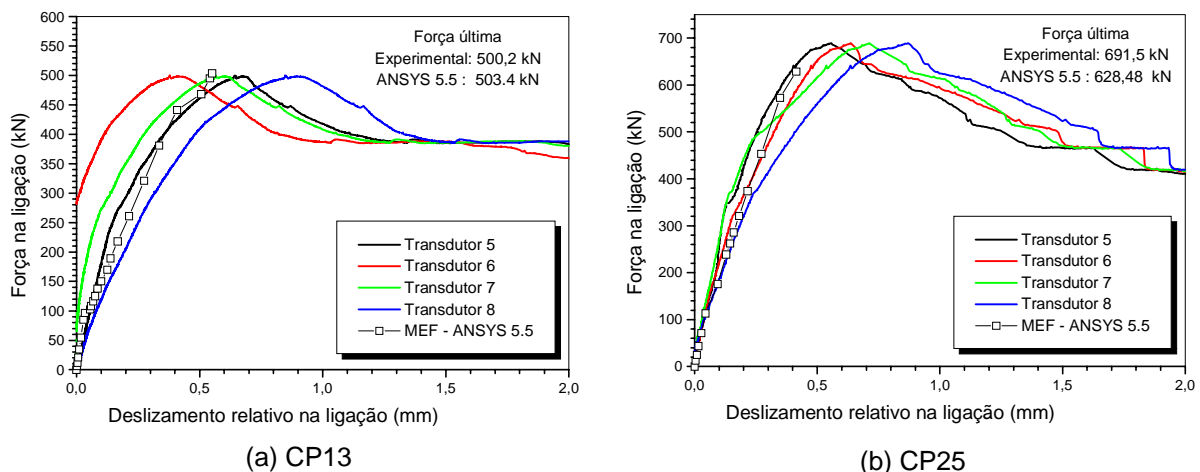 600
550
500
450
400
350
300
250
200
150
100
50
0
Força na ligação (kN)
0,0
0,5
1,0
1,5
2,0
Deslizamento relativo na ligação (mm)
Força última
Experimental: 500,2 kN
ANSYS 5.5 : 503.4 kN
Transdutor 5
Transdutor 6
Transdutor 7
Transdutor 8
MEF - ANSYS 5.5
(a) CP13
700
600
500
400
300
200
100
0
Força na ligação (kN)
0,0
0,5
1,0
1,5
2,0
Deslizamento relativo na ligação (mm)
Força última
Experimental: 691,5 kN
ANSYS 5.5 : 628,48 kN
Transdutor 5
Transdutor 6
Transdutor 7
Transdutor 8
MEF - ANSYS 5.5
(b) CP25